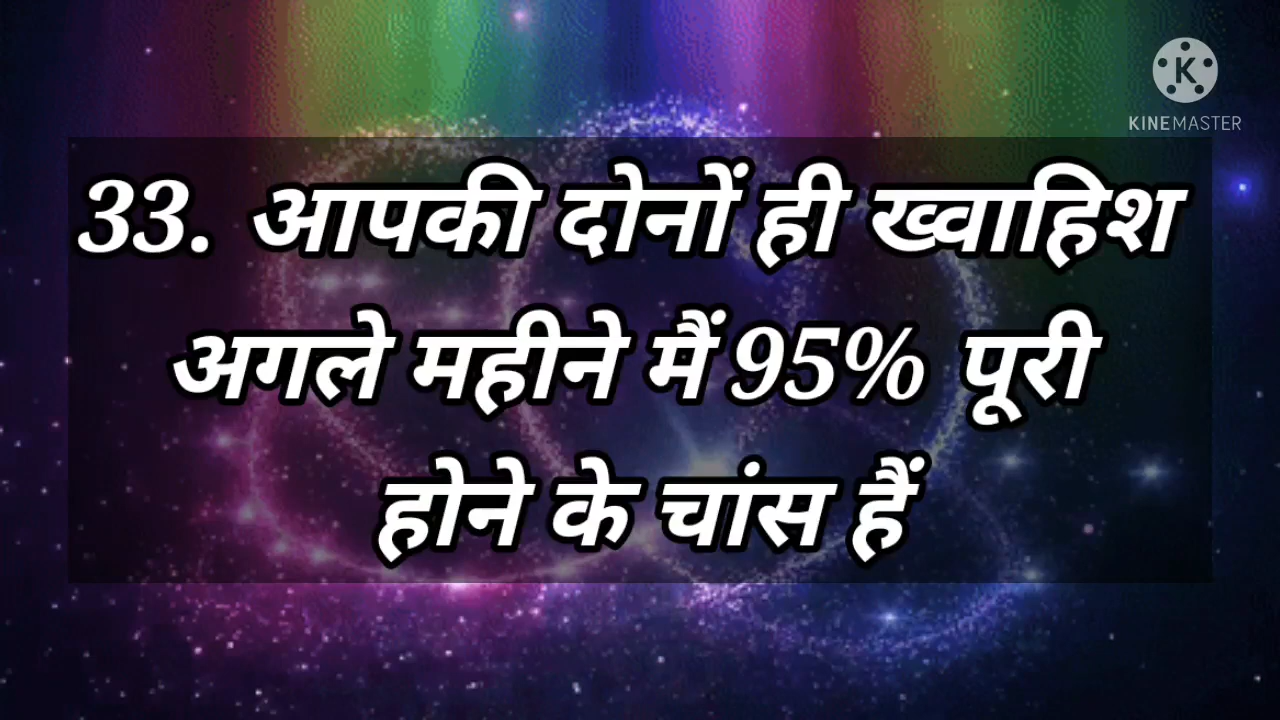 KINEMASTER
33. आपकी दोनों ही ख्वाहिश
अगले महीने मैं 95% पूरी
होने के चांस हैं